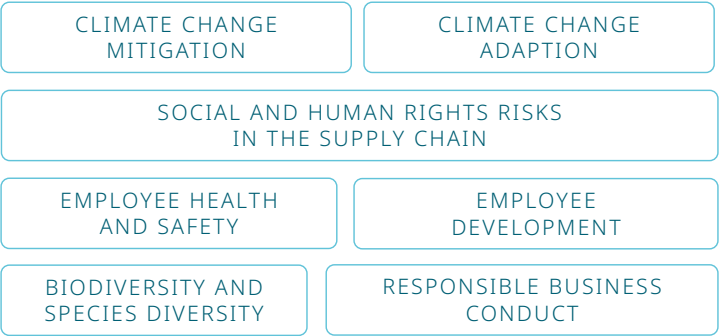 CLIMATE CHANGE
MITIGATION
CLIMATE CHANGE
ADAPTION
SOCIAL AND HUMAN RIGHTS RISKS
IN THE SUPPLY CHAIN
EMPLOYEE HEALTH
AND SAFETY
EMPLOYEE
DEVELOPMENT
BIODIVERSITY AND
SPECIES DIVERSITY
RESPONSIBLE BUSINESS
CONDUCT